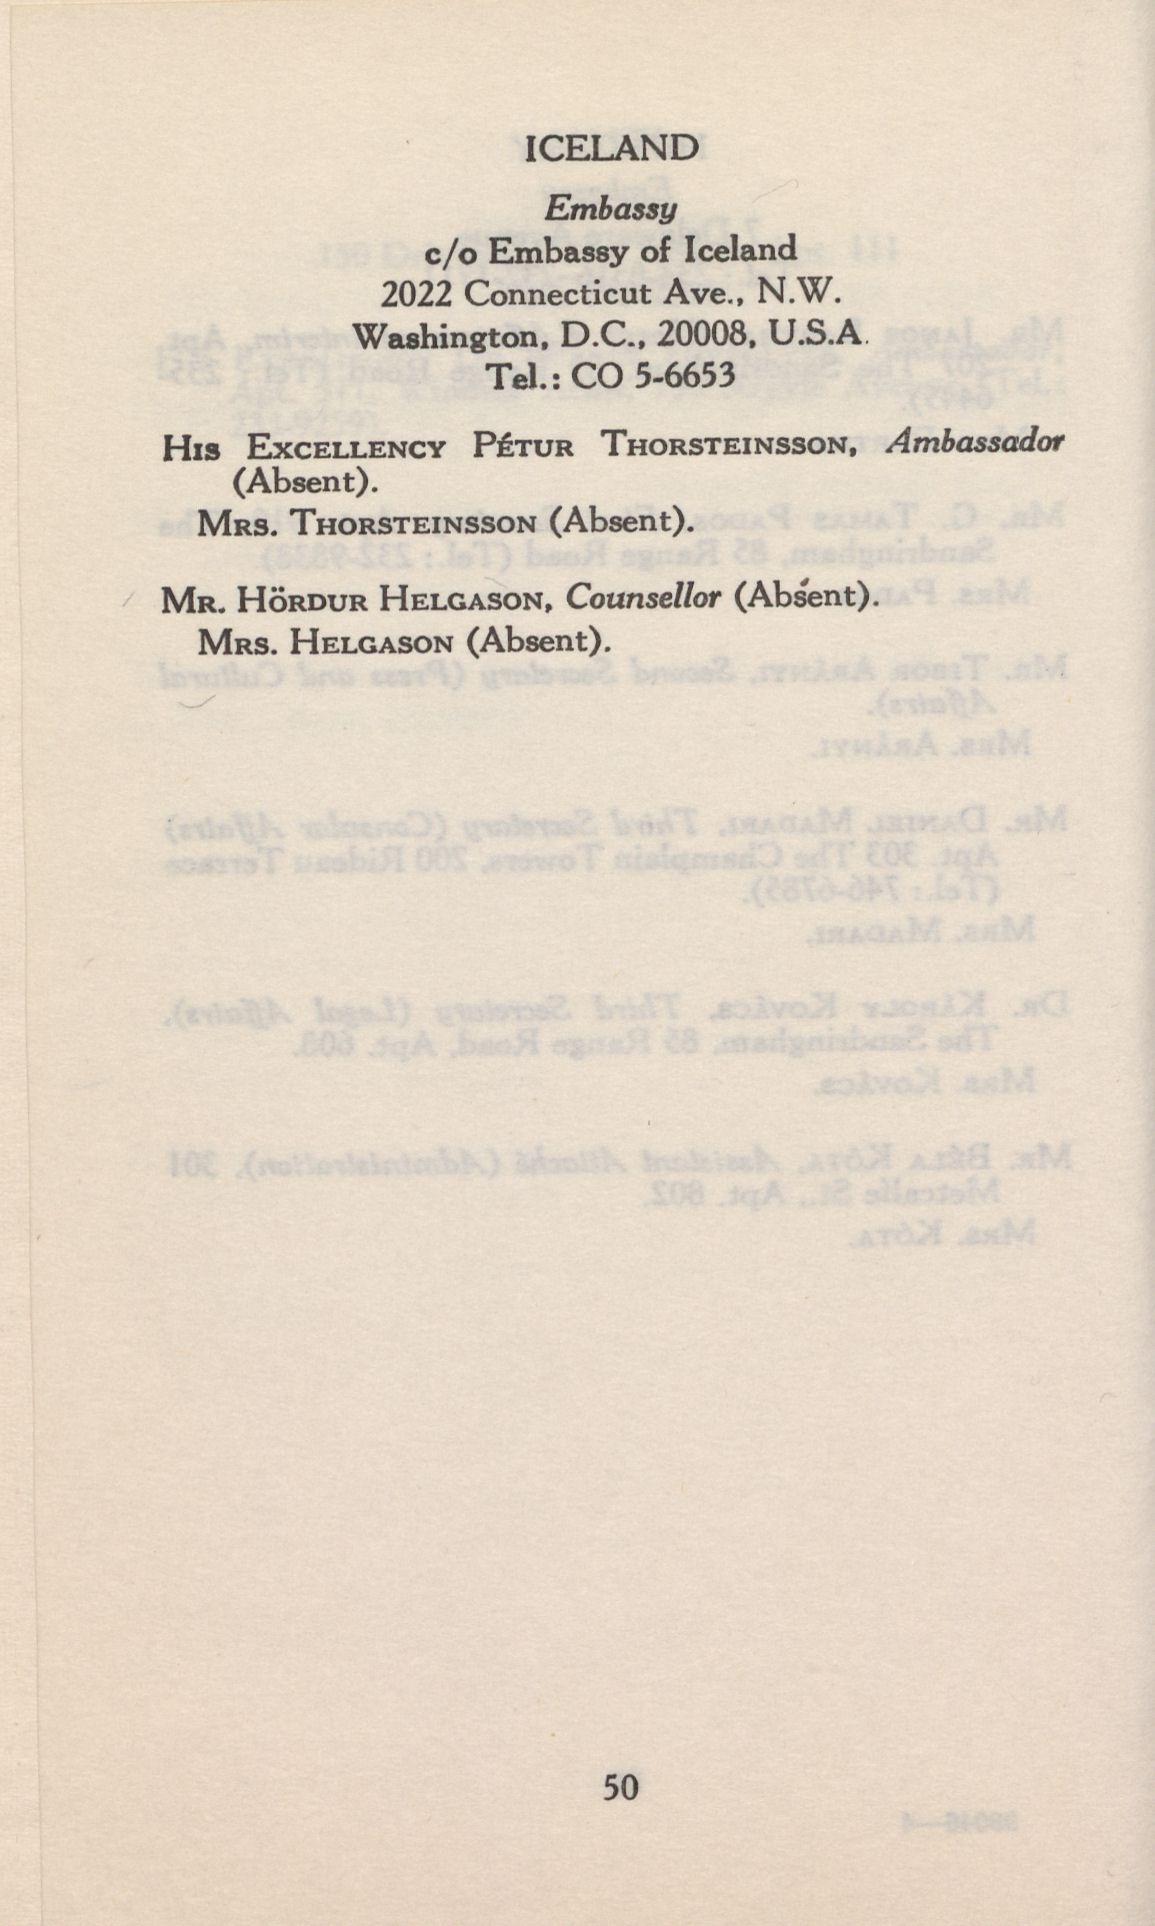 ICELAND
Embassy
c/o Embassy of Iceland
2022 Connecticut Ave., N.W.
Washington, D.C., 20008, U.S.A.
Tel.: CO 5-6653
His Excellency Pétur Thorsteinsson, Ambassador
(Absent).
Mrs. Thorsteinsson (Absent).
Mr. Hördur Helgason, Counsellor (Absent).
Mrs. Helgason (Absent).
50